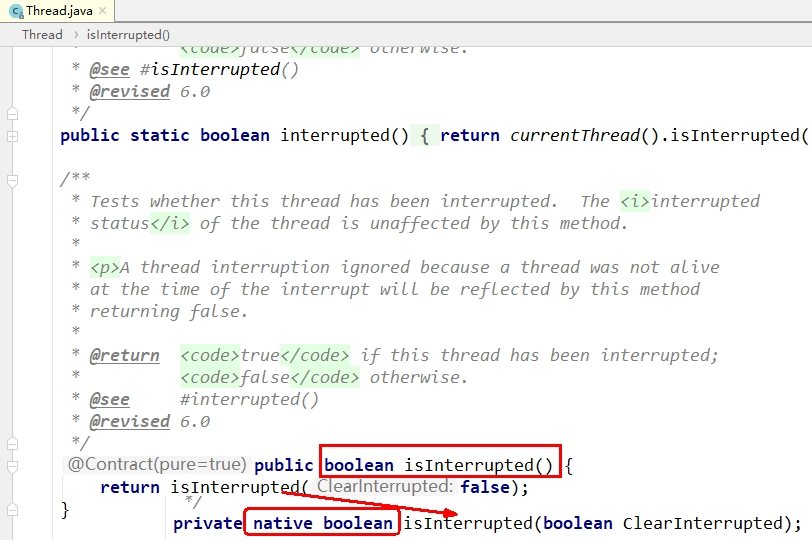 Thread.java
Thread isInterrupted()
* <code>false</code> otherwise.
* @see #isInterrupted()
* @revised 6.0
*/
public static boolean interrupted() { return currentThread().isInterrupted(
/**
* Tests whether this thread has been interrupted. The <i>interrupted
* status</i> of the thread is unaffected by this method.
*
* <p>A thread interruption ignored because a thread was not alive
* at the time of the interrupt will be reflected by this method
* returning false.
*
* @return <code>true</code> if this thread has been interrupted;
* <code>false</code> otherwise.
* @see #interrupted()
* @revised 6.0
*/
@Contract(pure=true) public boolean isInterrupted() {
return isInterrupted( ClearInterrupted: false);
*/
}
private native boolean isInterrupted(boolean ClearInterrupted);